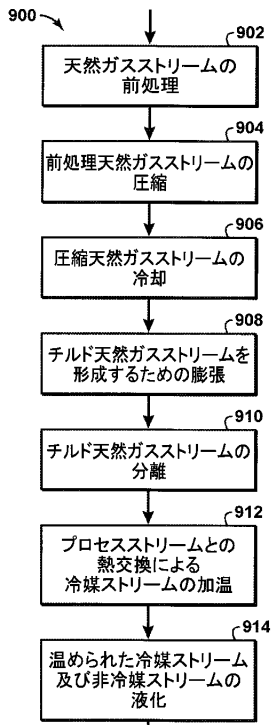 900
902
天然ガスストリームの
前処理
904
前処理天然ガスストリームの
圧縮
906
圧縮天然ガスストリームの
冷却
908
チルド天然ガスストリームを
形成するための膨張
910
チルド天然ガスストリームの
分離
912
プロセスストリームとの
熱交換による
冷媒ストリームの加温
914
温められた冷媒ストリーム
及び非冷媒ストリームの
液化